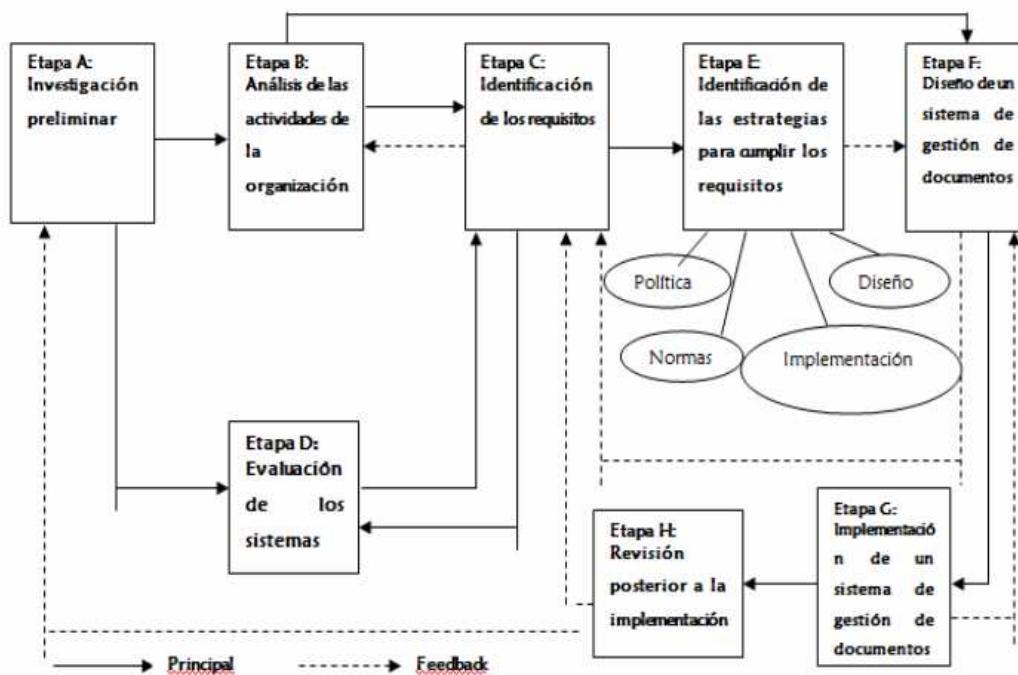 Etapa A:
Investigación
preliminar
Etapa B:
Análisis de las
actividades de
la
organización
Etapa C:
Identificación
de los requisitos
Etapa E:
Identificación de
las estrategias
para cumplir los
requisitos
Etapa F:
Diseño de un
sistema de
gestión de
documentos
Política
Diseño
Normas
Implementación
Etapa D:
Evaluación
de los
sistemas
Etapa H:
Revisión
posterior a la
implementación
Etapa G:
Implementació
n de un
sistema de
gestión de
documentos
Principal
Feedback